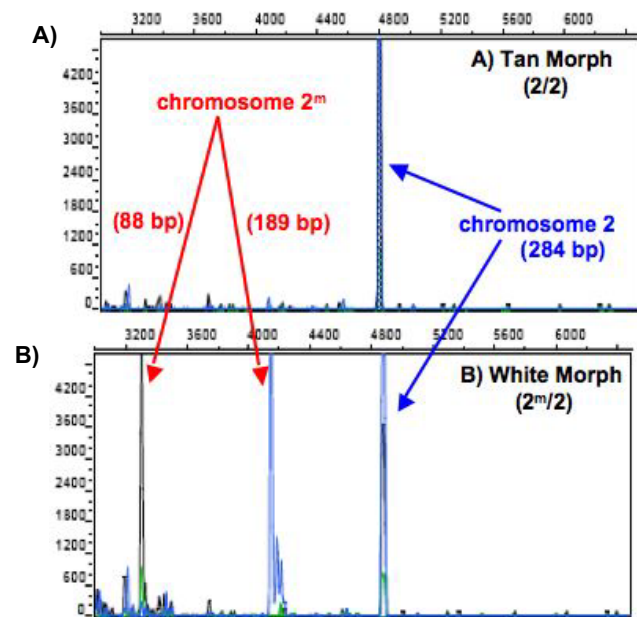 A)
3200 3600 4000 4400 4800 5200 5600 6000
A) Tan Morph
(2/2)
4200
3600
3000
2400
1800
1200
600
0
chromosome 2ᵐ
(88 bp)
(189 bp)
chromosome 2
(284 bp)
B)
3200 3600 4000 4400 4800 5200 5600 6000
B) White Morph
(2ᵐ/2)
4200
3600
3000
2400
1800
1200
600
0